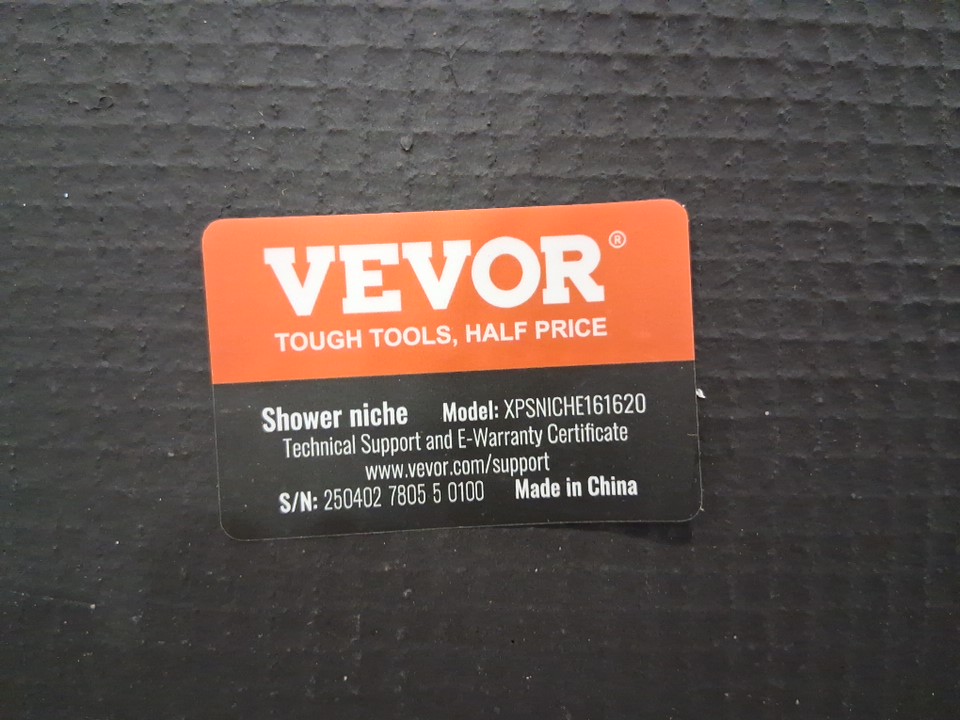 VEVOR®
TOUGH TOOLS, HALF PRICE
Shower niche Model: XPSNICHE161620
Technical Support and E-Warranty Certificate
www.vevor.com/support
S/N: 250402 7805 5 0100 Made in China